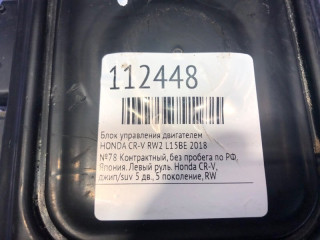 112448
Блок управления двигателем
HONDA CR-V RW2 L15BE 2018
№78 Контрактный, без пробега по РФ,
Япония. Левый руль. Honda CR-V,
джип/suv 5 дв., 5 поколение, RW